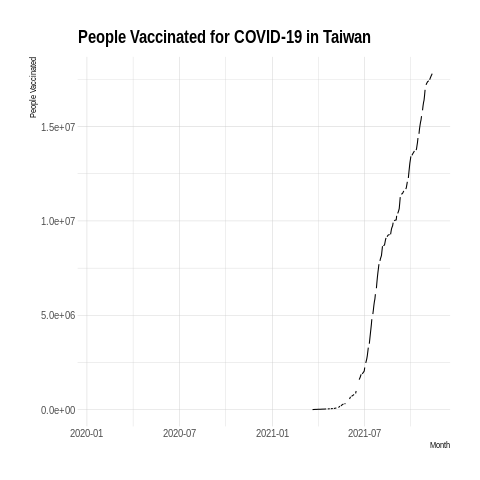 People Vaccinated for COVID-19 in Taiwan
People Vaccinated
1.5e+07
1.0e+07
5.0e+06
0.0e+00
2020-01 2020-07 2021-01 2021-07
Month